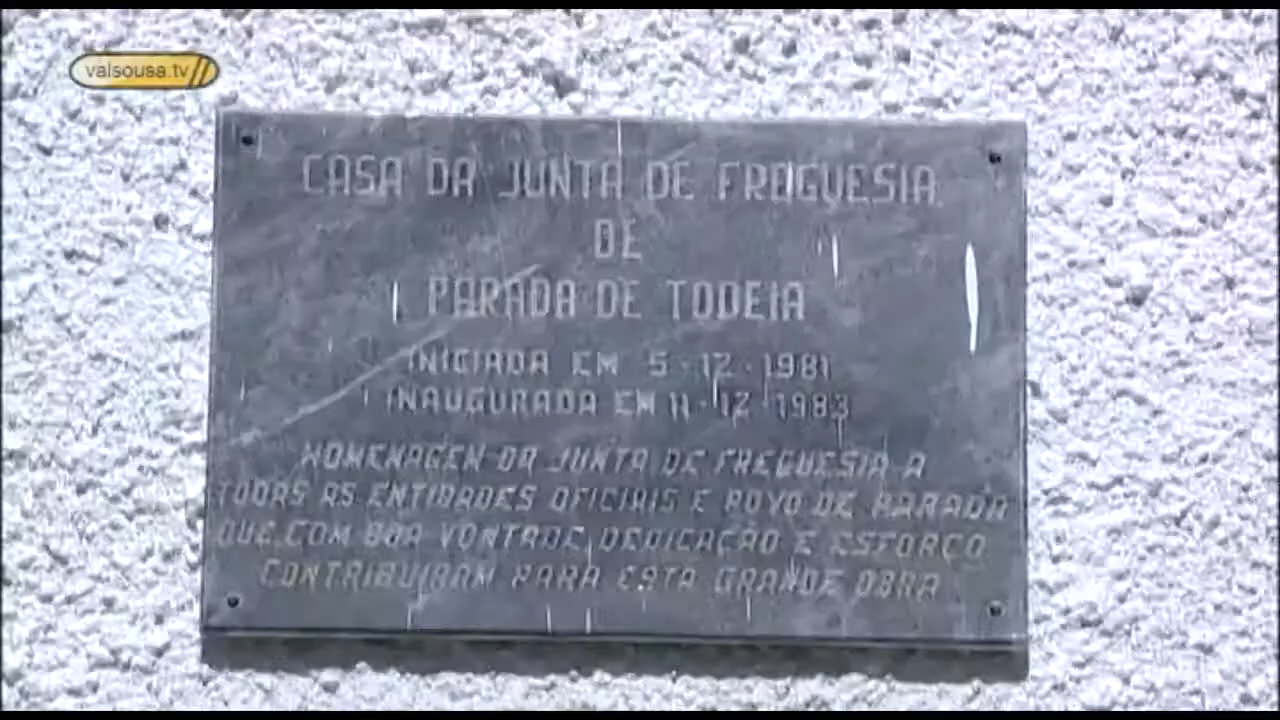 valsousa.tv
CASA DA JUNTA DE FREGUESIA
DE
PARADA DE TODEIA
INICIADA EM 5-12-1981
INAUGURADA EM 11-12-1983
HOMENAGEM DA JUNTA DE FREGUESIA A
TODAS AS ENTIDADES OFICIAIS E POVO DE PARADA
QUE COM BOA VONTADE, DEDICAÇÃO E ESFORÇO
CONTRIBUIRAM PARA ESTA GRANDE OBRA